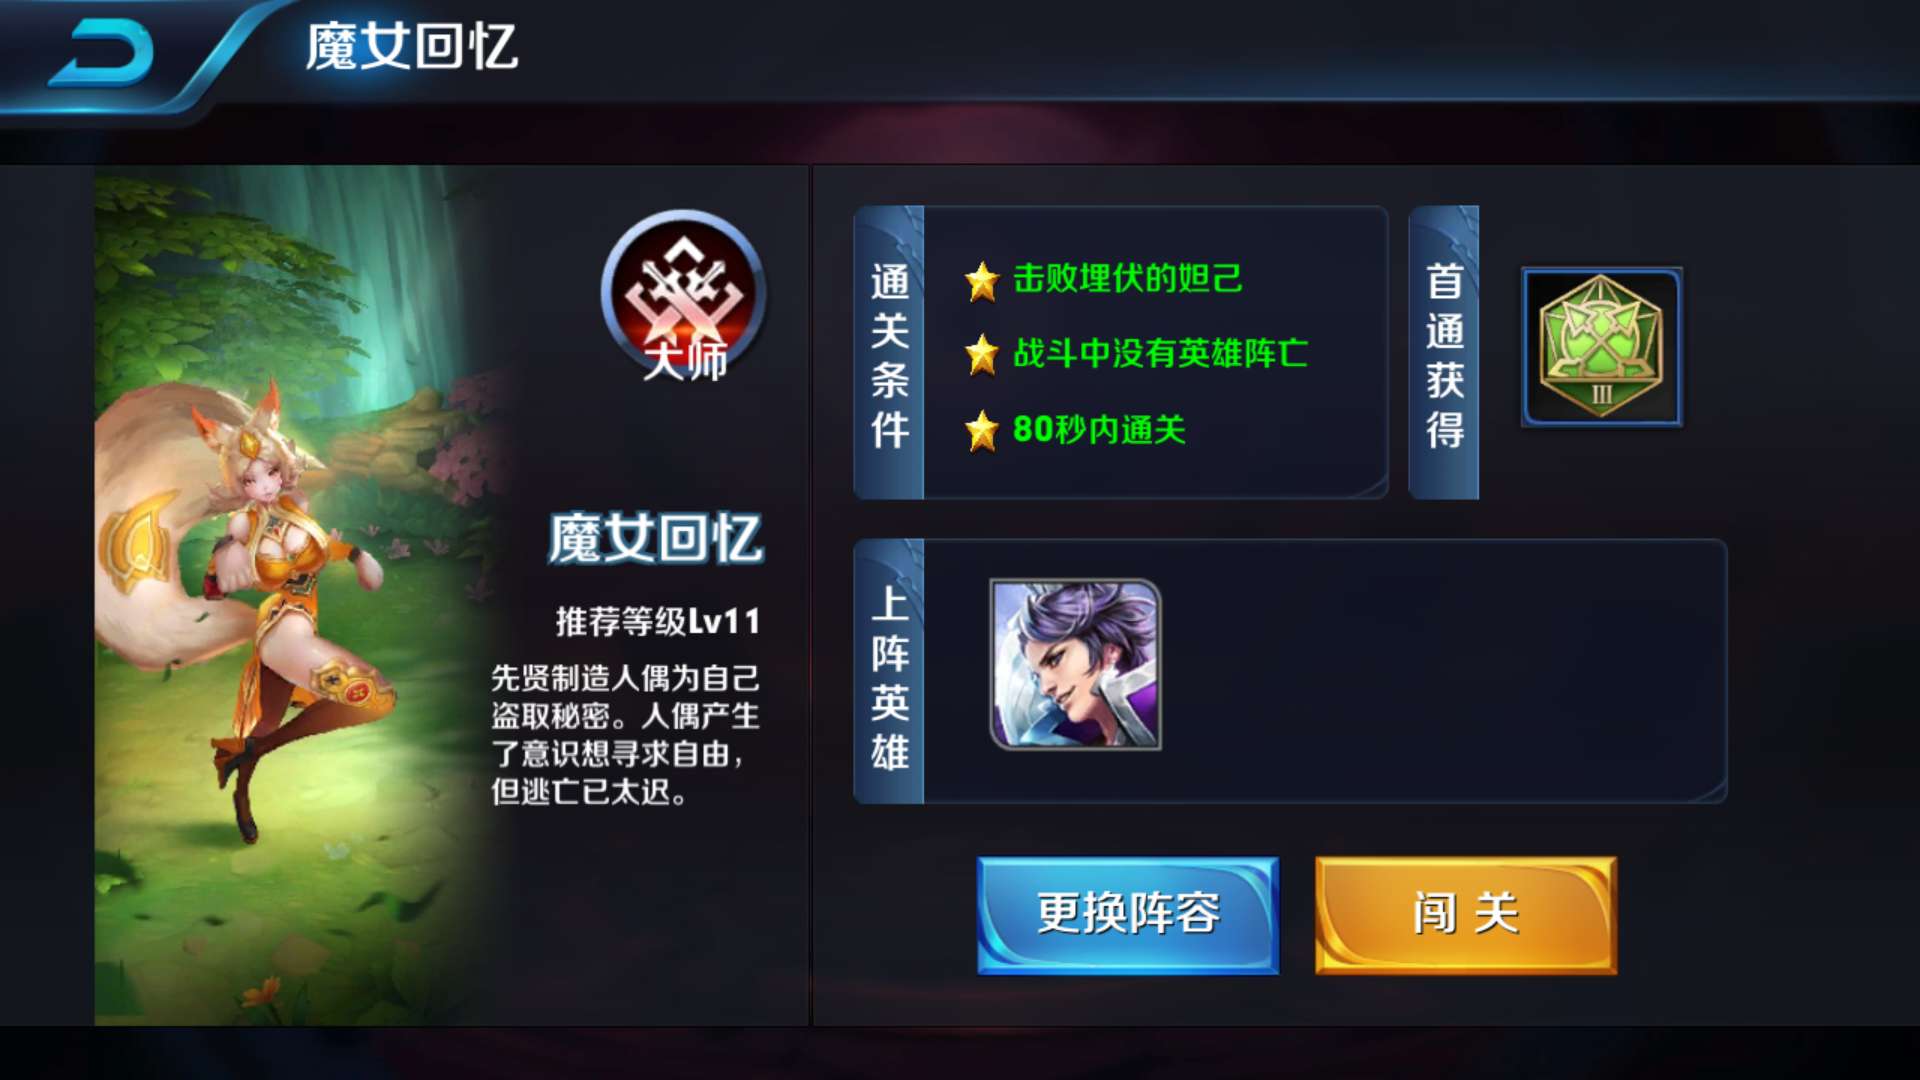 魔女回忆
大师
魔女回忆
推荐等级Lv11
先贤制造人偶为自己
盗取秘密。人偶产生
了意识想寻求自由，
但逃亡已太迟。
通关条件
击败埋伏的妲己
战斗中没有英雄阵亡
80秒内通关
首通获得
III
上阵英雄
更换阵容
闯关